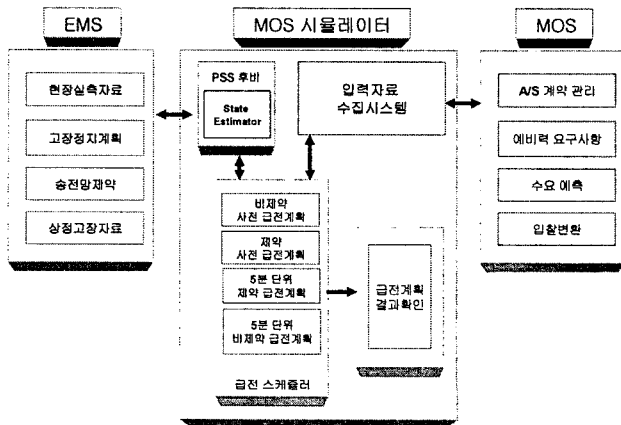 EMS
현장실측자료
고장정지계획
송전망제약
상정고장자료
MOS 시뮬레이터
PSS 후비
State
Estimator
입력자료
수집시스템
비제약
사전 급전계획
제약
사전 급전계획
5분 단위
제약 급전계획
5분 단위
비제약 급전계획
급전 스케쥴러
급전계획
결과확인
MOS
A/S 계약 관리
예비력 요구사항
수요 예측
입찰변환